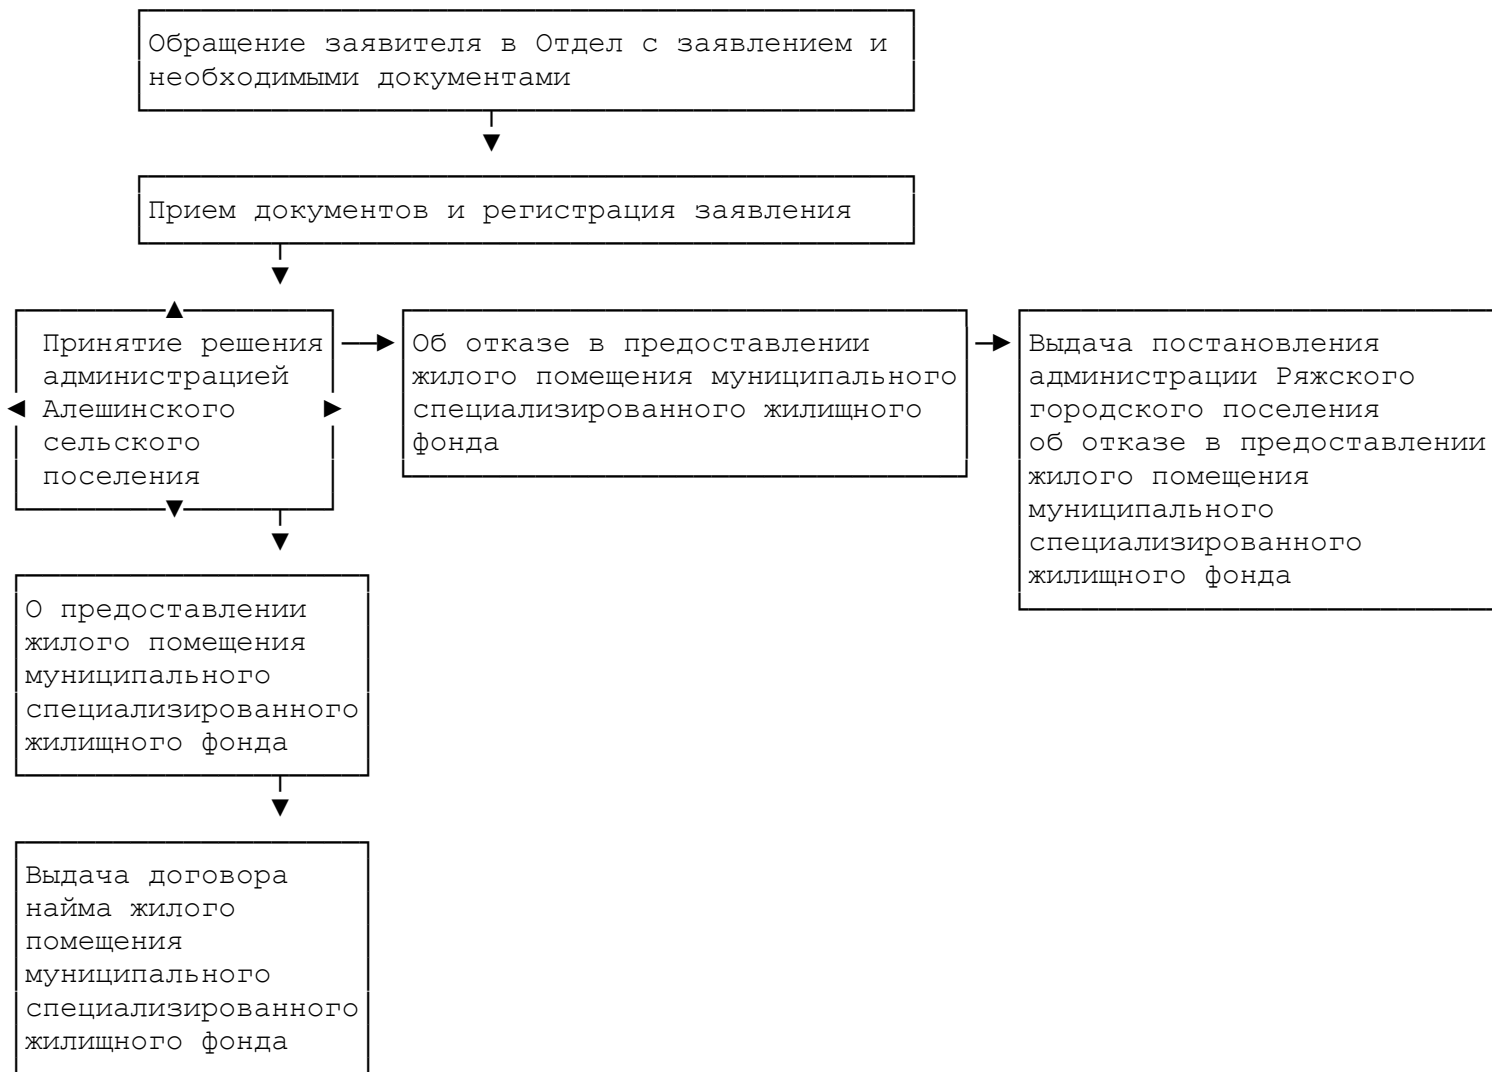 Обращение заявителя в Отдел с заявлением и
необходимыми документами
Прием документов и регистрация заявления
Принятие решения
администрацией
Алешинского
сельского
поселения
Об отказе в предоставлении
жилого помещения муниципального
специализированного жилищного
фонда
Выдача постановления
администрации Ряжского
городского поселения
об отказе в предоставлении
жилого помещения
муниципального
специализированного
жилищного фонда
О предоставлении
жилого помещения
муниципального
специализированного
жилищного фонда
Выдача договора
найма жилого
помещения
муниципального
специализированного
жилищного фонда